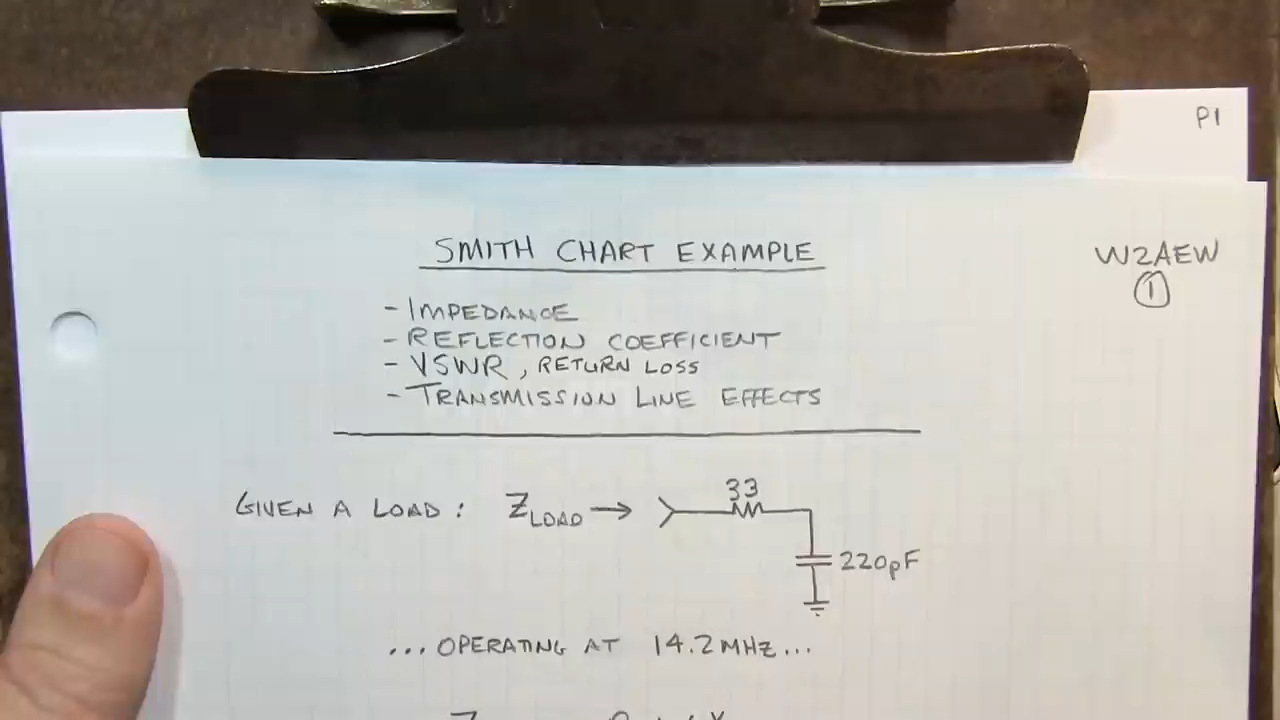 P1
SMITH CHART EXAMPLE
W2AEW
1
- IMPEDANCE
- REFLECTION COEFFICIENT
- VSWR, RETURN LOSS
- TRANSMISSION LINE EFFECTS
GIVEN A LOAD: ZLOAD → 33
220pF
...OPERATING AT 14.2MHZ...